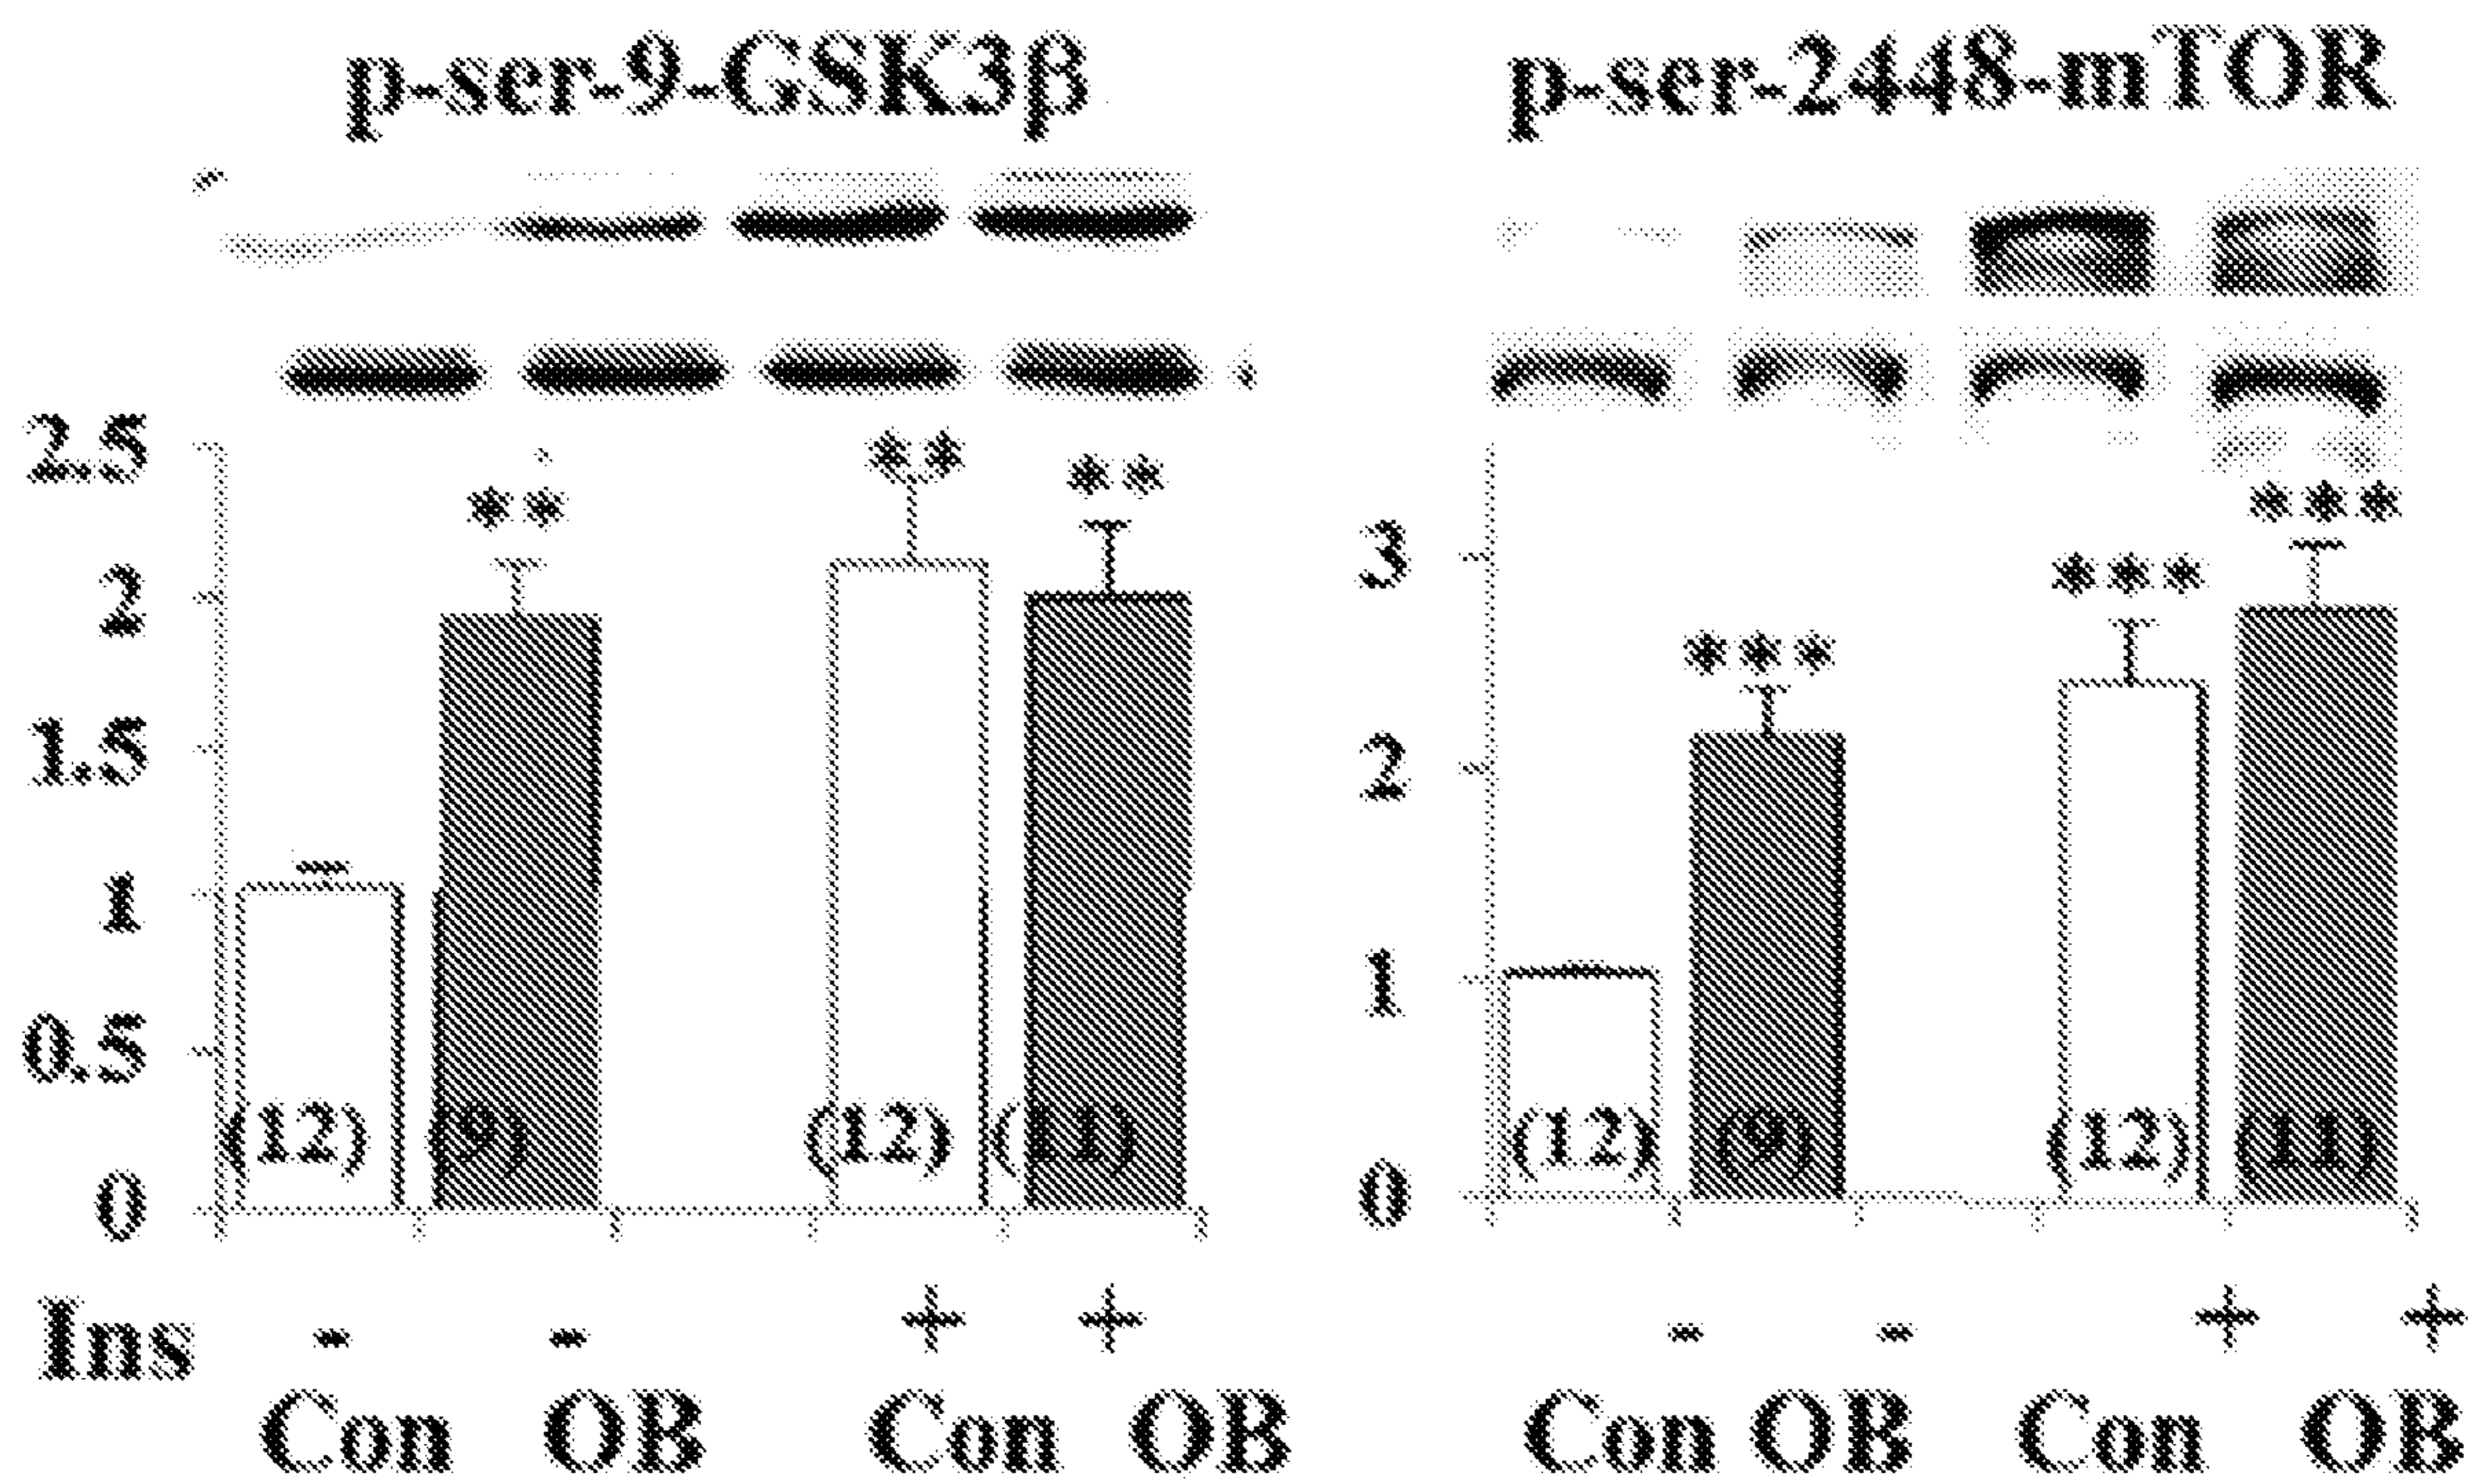 p-ser-9-GSK3β
p-ser-2448-mTOR
2.5
2
1.5
1
0.5
0
**
**
**
(12) (9) (12) (11)
3
2
1
0
***
***
***
(12) (9) (12) (11)
Ins - - + + - - + +
Con OB Con OB Con OB Con OB